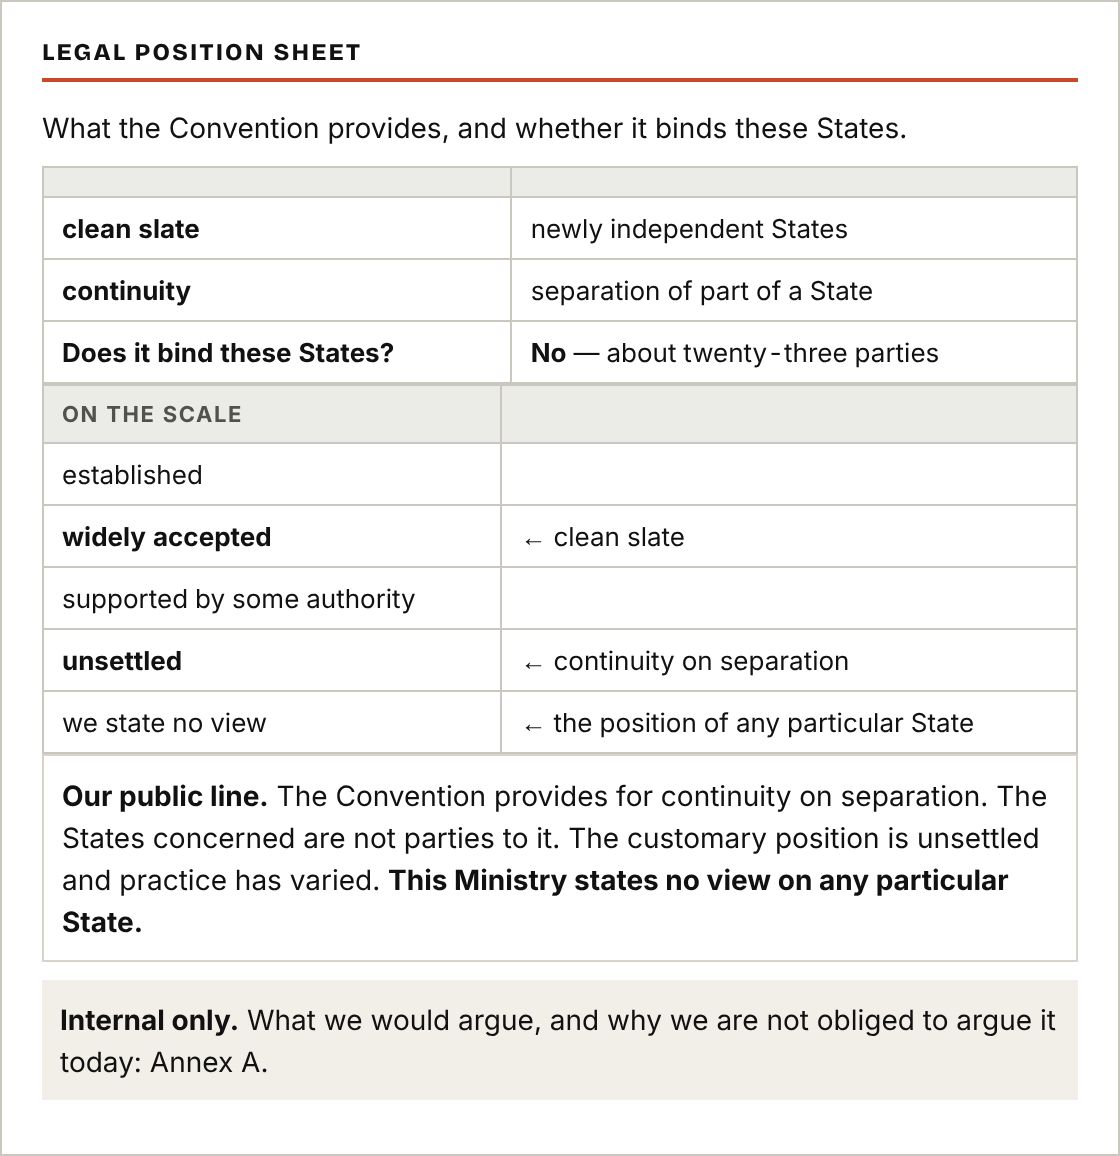 LEGAL POSITION SHEET
What the Convention provides, and whether it binds these States.
clean slate newly independent States
continuity separation of part of a State
Does it bind these States? No — about twenty-three parties
ON THE SCALE
established
widely accepted ← clean slate
supported by some authority
unsettled ← continuity on separation
we state no view ← the position of any particular State
Our public line. The Convention provides for continuity on separation. The
States concerned are not parties to it. The customary position is unsettled
and practice has varied. This Ministry states no view on any particular
State.
Internal only. What we would argue, and why we are not obliged to argue it
today: Annex A.